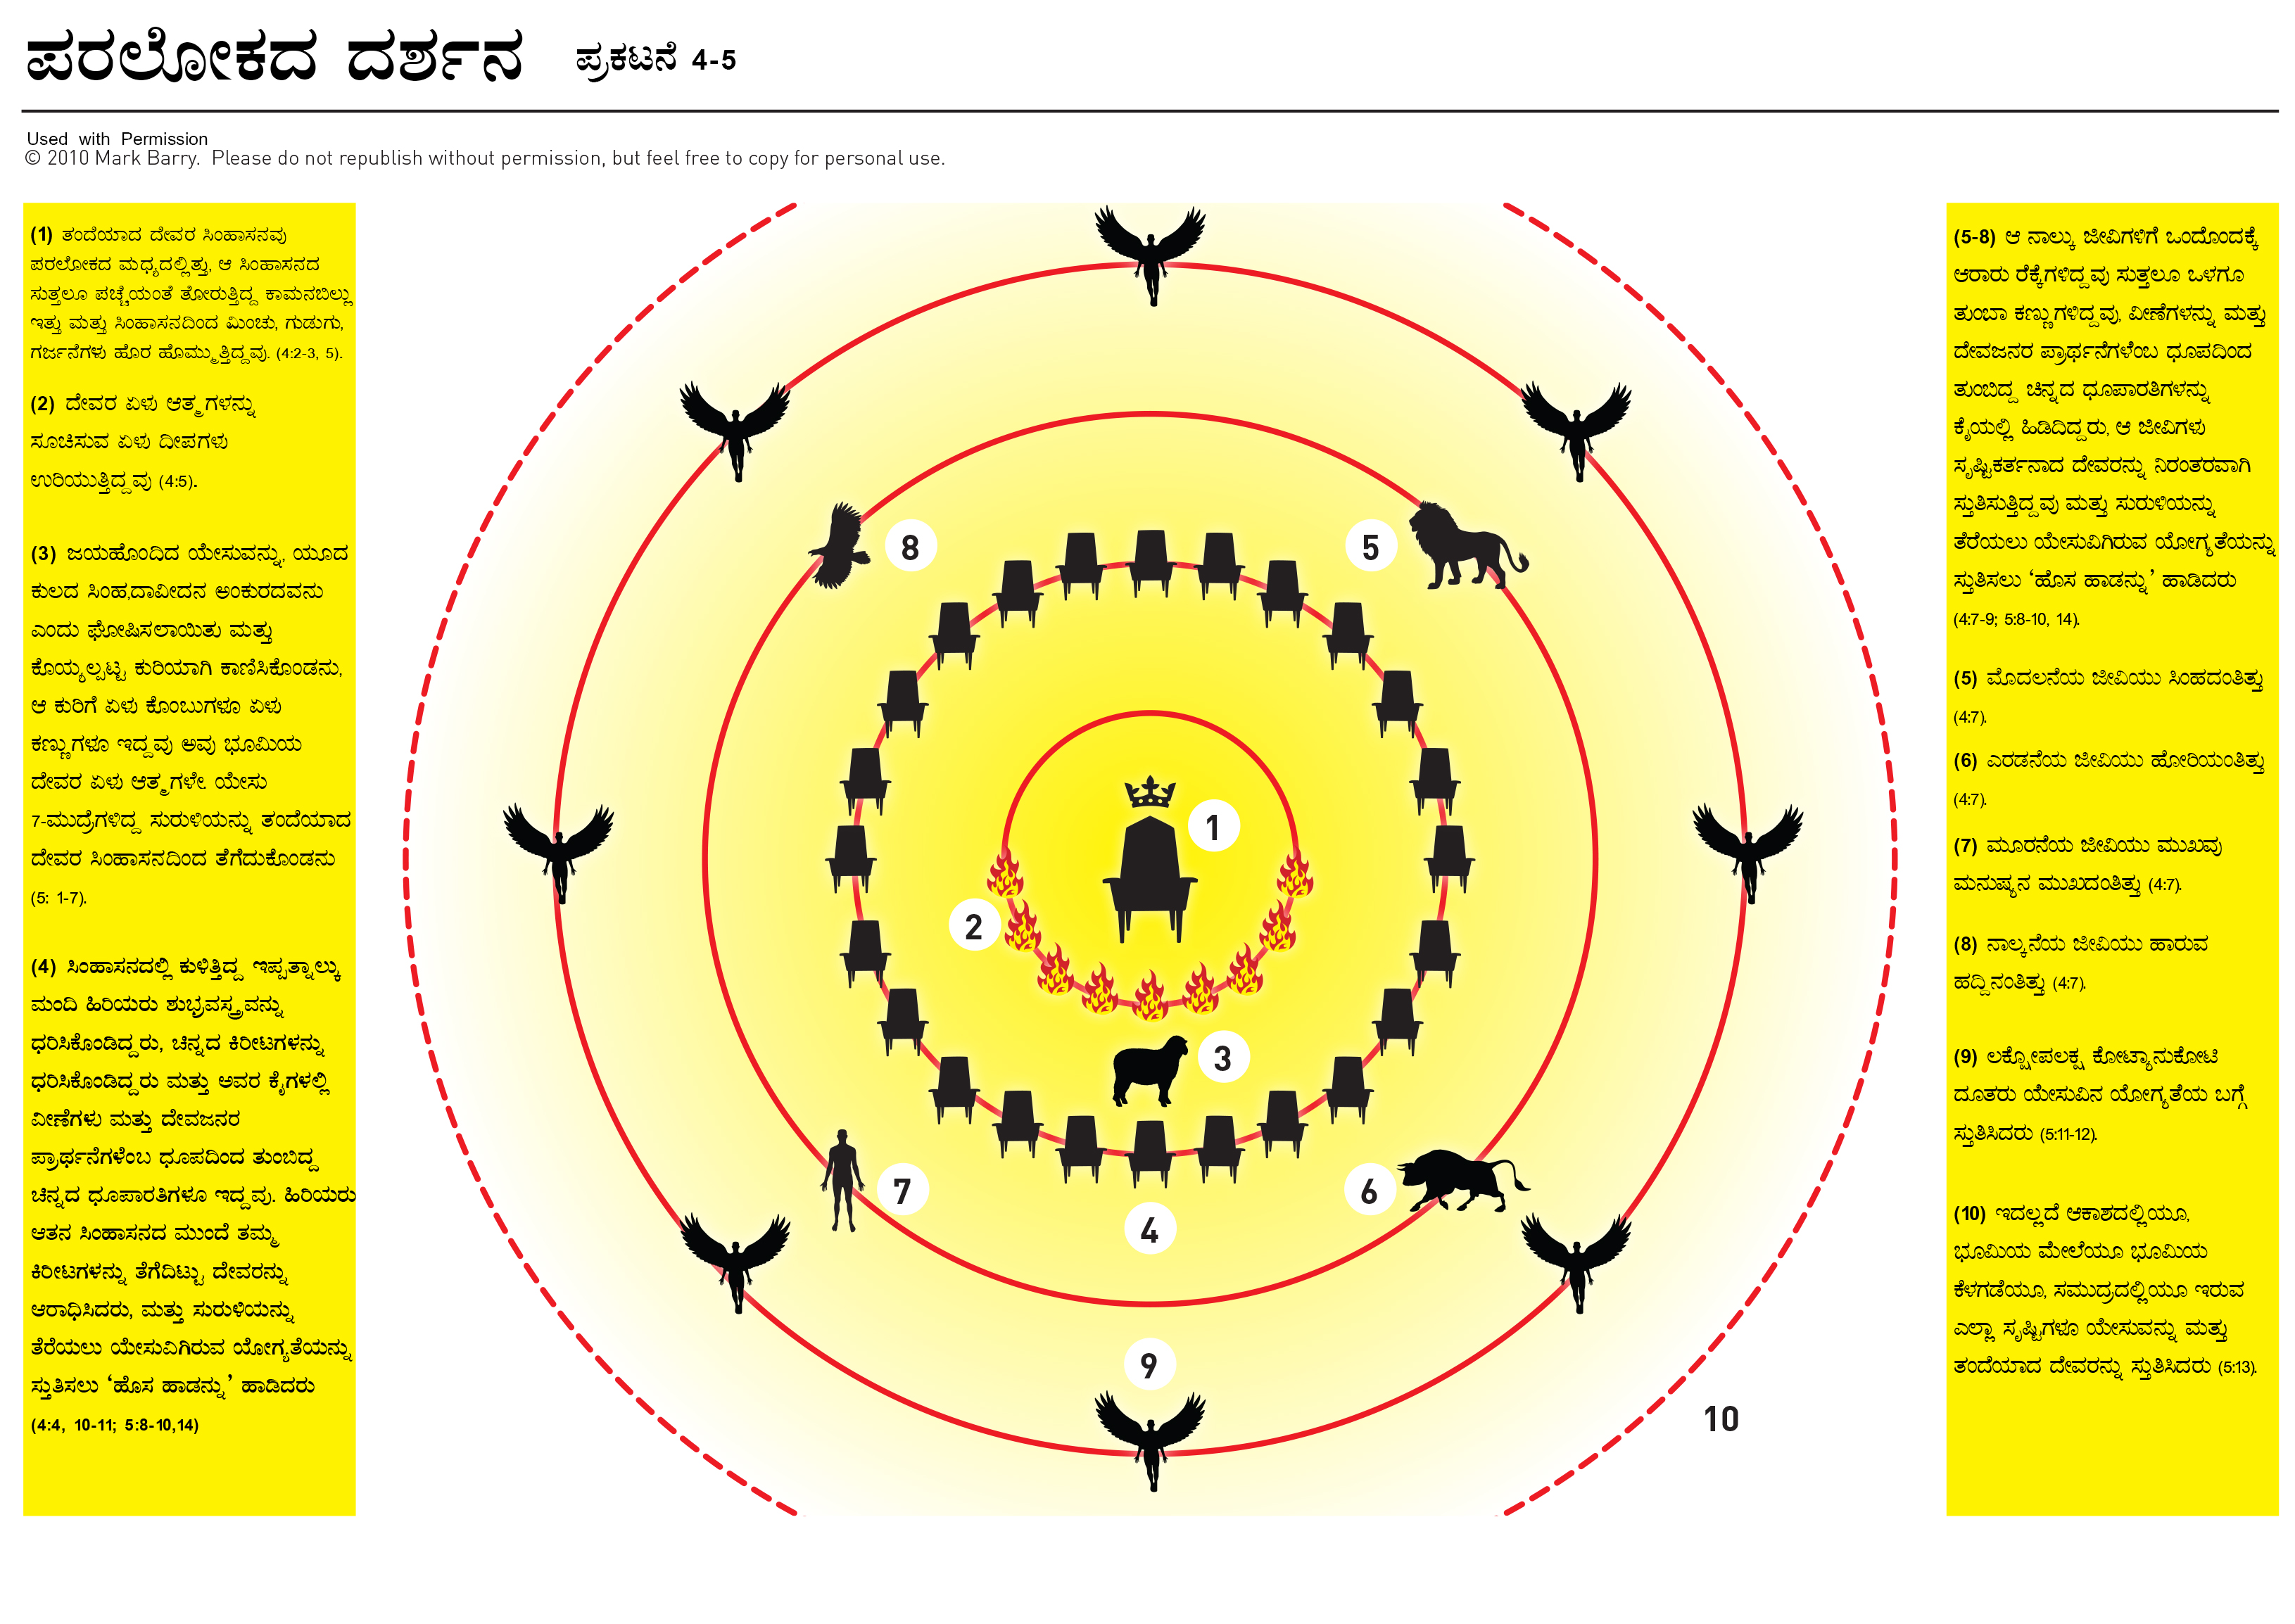 ಪರಲೋಕದ ದರ್ಶನ ಪ್ರಕಟನೆ 4-5
Used with Permission
© 2010 Mark Barry. Please do not republish without permission, but feel free to copy for personal use.
(1) ತಂದೆಯಾದ ದೇವರ ಸಿಂಹಾಸನವು
ಪರಲೋಕದ ಮಧ್ಯದಲ್ಲಿತ್ತು, ಆ ಸಿಂಹಾಸನದ
ಸುತ್ತಲೂ ಪಚ್ಚೆಯಂತೆ ತೋರುತ್ತಿದ್ದ ಕಾಮನಬಿಲ್ಲು
ಇತ್ತು ಮತ್ತು ಸಿಂಹಾಸನದಿಂದ ಮಿಂಚು, ಗುಡುಗು,
ಗರ್ಜನೆಗಳು ಹೊರ ಹೊಮ್ಮುತ್ತಿದ್ದವು. (4:2-3, 5).
(2) ದೇವರ ಏಳು ಆತ್ಮಗಳನ್ನು
ಸೂಚಿಸುವ ಏಳು ದೀಪಗಳು
ಉರಿಯುತ್ತಿದ್ದವು (4:5).
(3) ಜಯಹೊಂದಿದ ಯೇಸುವನ್ನು, ಯೂದ
ಕುಲದ ಸಿಂಹ,ದಾವೀದನ ಅಂಕುರದವನು
ಎಂದು ಘೋಷಿಸಲಾಯಿತು ಮತ್ತು
ಕೊಯ್ಯಲ್ಪಟ್ಟ ಕುರಿಯಾಗಿ ಕಾಣಿಸಿಕೊಂಡನು,
ಆ ಕುರಿಗೆ ಏಳು ಕೊಂಬುಗಳೂ ಏಳು
ಕಣ್ಣುಗಳೂ ಇದ್ದವು ಅವು ಭೂಮಿಯ
ದೇವರ ಏಳು ಆತ್ಮಗಳೇ. ಯೇಸು
7-ಮುದ್ರೆಗಳಿದ್ದ ಸುರುಳಿಯನ್ನು ತಂದೆಯಾದ
ದೇವರ ಸಿಂಹಾಸನದಿಂದ ತೆಗೆದುಕೊಂಡನು
(5: 1-7).
(4) ಸಿಂಹಾಸನದಲ್ಲಿ ಕುಳಿತ್ತಿದ್ದ ಇಪ್ಪತ್ನಾಲ್ಕು
ಮಂದಿ ಹಿರಿಯರು ಶುಭ್ರವಸ್ತ್ರವನ್ನು
ಧರಿಸಿಕೊಂಡಿದ್ದರು, ಚಿನ್ನದ ಕಿರೀಟಗಳನ್ನು
ಧರಿಸಿಕೊಂಡಿದ್ದರು ಮತ್ತು ಅವರ ಕೈಗಳಲ್ಲಿ
ವೀಣೆಗಳು ಮತ್ತು ದೇವಜನರ
ಪ್ರಾರ್ಥನೆಗಳೆಂಬ ಧೂಪದಿಂದ ತುಂಬಿದ್ದ
ಚಿನ್ನದ ಧೂಪಾರತಿಗಳೂ ಇದ್ದವು. ಹಿರಿಯರು
ಆತನ ಸಿಂಹಾಸನದ ಮುಂದೆ ತಮ್ಮ
ಕಿರೀಟಗಳನ್ನು ತೆಗೆದಿಟ್ಟು ದೇವರನ್ನು
ಆರಾಧಿಸಿದರು, ಮತ್ತು ಸುರುಳಿಯನ್ನು
ತೆರೆಯಲು ಯೇಸುವಿಗಿರುವ ಯೋಗ್ಯತೆಯನ್ನು
ಸ್ತುತಿಸಲು ‘ಹೊಸ ಹಾಡನ್ನು’ ಹಾಡಿದರು
(4:4, 10-11; 5:8-10,14)
8
5
1
2
3
7
6
4
9
10
(5-8) ಆ ನಾಲ್ಕು ಜೀವಿಗಳಿಗೆ ಒಂದೊಂದಕ್ಕೆ
ಆರಾರು ರೆಕ್ಕೆಗಳಿದ್ದವು ಸುತ್ತಲೂ ಒಳಗೂ
ತುಂಬಾ ಕಣ್ಣುಗಳಿದ್ದವು, ವೀಣೆಗಳನ್ನು ಮತ್ತು
ದೇವಜನರ ಪ್ರಾರ್ಥನೆಗಳೆಂಬ ಧೂಪದಿಂದ
ತುಂಬಿದ್ದ ಚಿನ್ನದ ಧೂಪಾರತಿಗಳನ್ನು
ಕೈಯಲ್ಲಿ ಹಿಡಿದಿದ್ದರು, ಆ ಜೀವಿಗಳು
ಸೃಷ್ಟಿಕರ್ತನಾದ ದೇವರನ್ನು ನಿರಂತರವಾಗಿ
ಸ್ತುತಿಸುತ್ತಿದ್ದವು ಮತ್ತು ಸುರುಳಿಯನ್ನು
ತೆರೆಯಲು ಯೇಸುವಿಗಿರುವ ಯೋಗ್ಯತೆಯನ್ನು
ಸ್ತುತಿಸಲು ‘ಹೊಸ ಹಾಡನ್ನು’ ಹಾಡಿದರು
(4:7-9; 5:8-10, 14).
(5) ಮೊದಲನೆಯ ಜೀವಿಯು ಸಿಂಹದಂತಿತ್ತು
(4:7).
(6) ಎರಡನೆಯ ಜೀವಿಯು ಹೋರಿಯಂತಿತ್ತು
(4:7).
(7) ಮೂರನೆಯ ಜೀವಿಯು ಮುಖವು
ಮನುಷ್ಯನ ಮುಖದಂತಿತ್ತು (4:7).
(8) ನಾಲ್ಕನೆಯ ಜೀವಿಯು ಹಾರುವ
ಹದ್ದಿನಂತಿತ್ತು (4:7).
(9) ಲಕ್ಷೋಪಲಕ್ಷ ಕೋಟ್ಯಾನುಕೋಟಿ
ದೂತರು ಯೇಸುವಿನ ಯೋಗ್ಯತೆಯ ಬಗ್ಗೆ
ಸ್ತುತಿಸಿದರು (5:11-12).
(10) ಇದಲ್ಲದೆ ಆಕಾಶದಲ್ಲಿಯೂ,
ಭೂಮಿಯ ಮೇಲೆಯೂ ಭೂಮಿಯ
ಕೆಳಗಡೆಯೂ, ಸಮುದ್ರದಲ್ಲಿಯೂ ಇರುವ
ಎಲ್ಲಾ ಸೃಷ್ಟಿಗಳೂ ಯೇಸುವನ್ನು ಮತ್ತು
ತಂದೆಯಾದ ದೇವರನ್ನು ಸ್ತುತಿಸಿದರು (5:13).